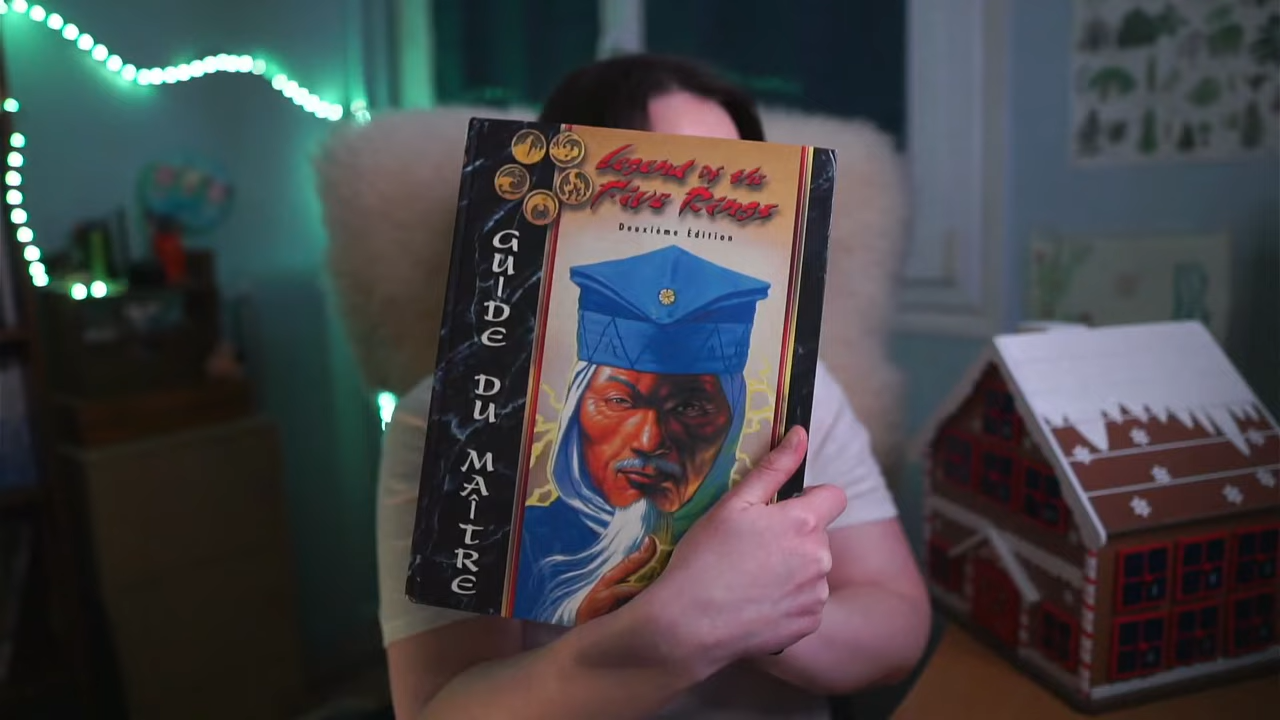 Legend of the
Five Rings
Deuxième Édition
GUIDE DU MAÎTRE